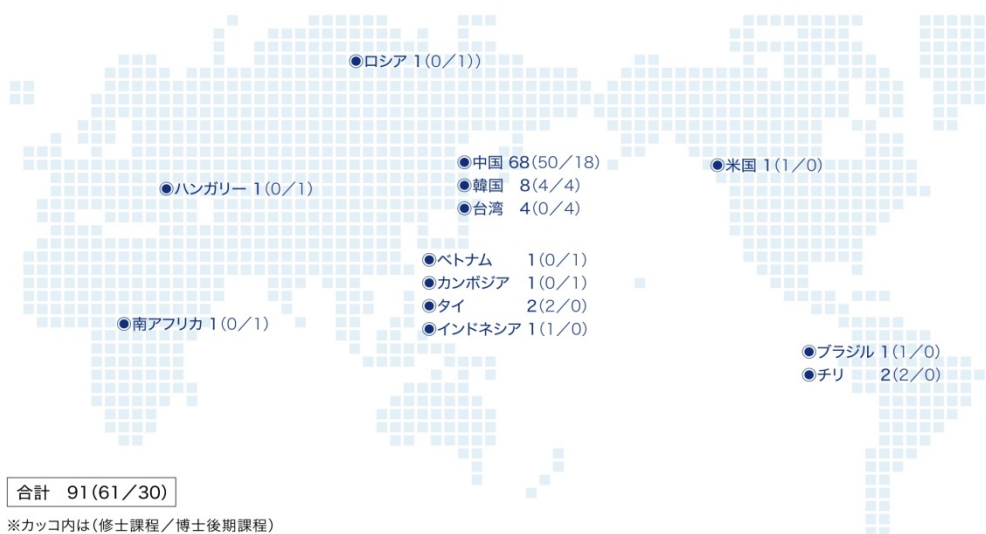 ◉ロシア 1(0／1))
◉中国 68(50／18)
◉韓国 8(4／4)
◉台湾 4(0／4)
◉米国 1(1／0)
◉ハンガリー 1(0／1)
◉ベトナム 1(0／1)
◉カンボジア 1(0／1)
◉タイ 2(2／0)
◉インドネシア 1(1／0)
◉南アフリカ 1(0／1)
◉ブラジル 1(1／0)
◉チリ 2(2／0)
合計 91(61／30)
※カッコ内は(修士課程／博士後期課程)